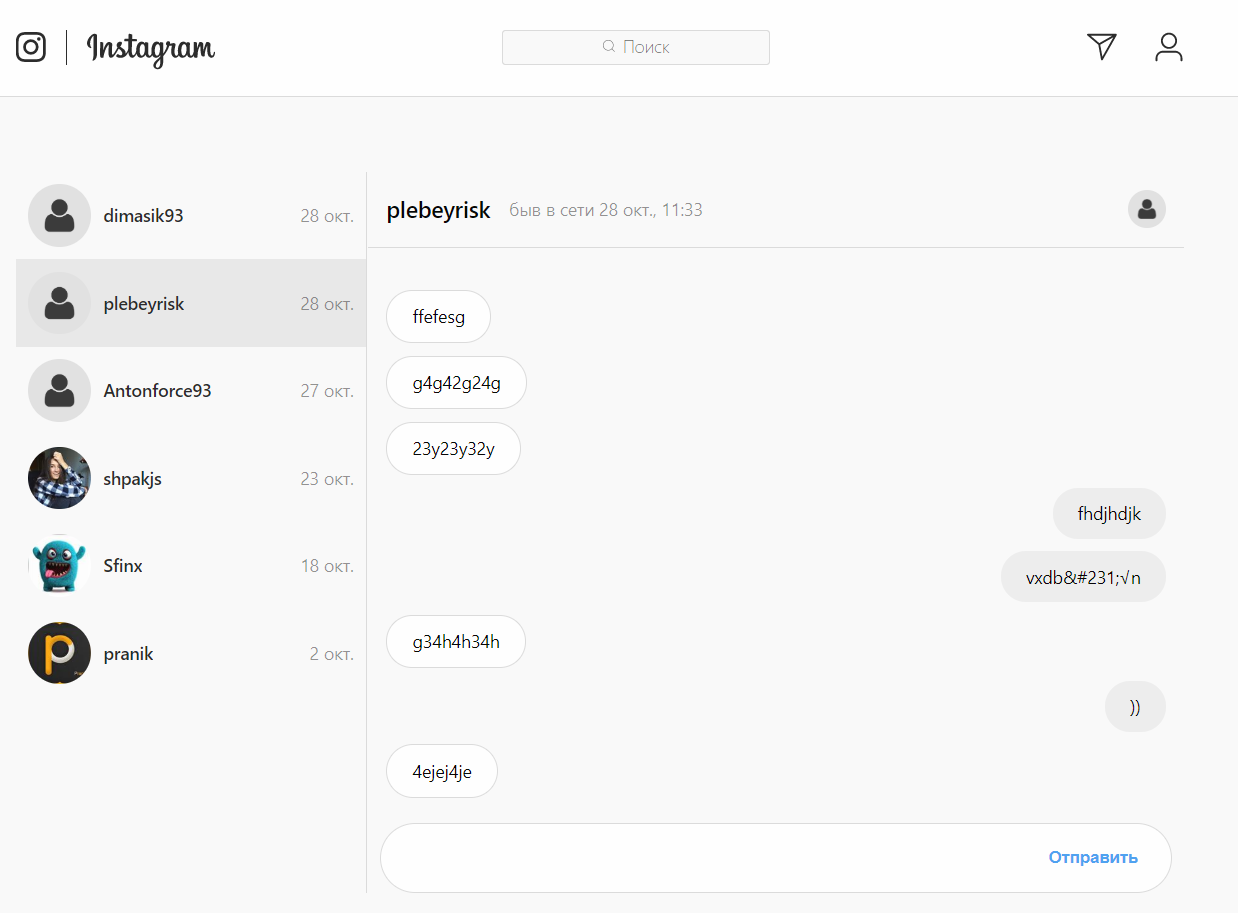 Instagram
Поиск
dimasik93 28 окт.
plebeyrisk 28 окт.
Antonforce93 27 окт.
shpakjs 23 окт.
Sfinx 18 окт.
pranik 2 окт.
plebeyrisk быв в сети 28 окт., 11:33
ffefesg
g4g42g24g
23y23y32y
fhdjhdjk
vxdb&#231;√n
g34h4h34h
))
4ejej4je
Отправить